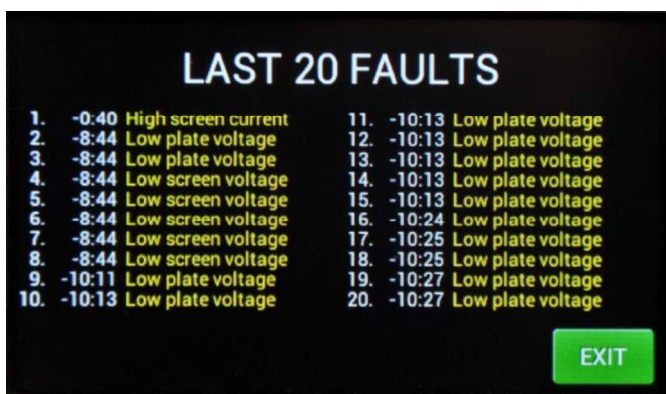 LAST 20 FAULTS
1. -0:40 High screen current
2. -8:44 Low plate voltage
3. -8:44 Low plate voltage
4. -8:44 Low screen voltage
5. -8:44 Low screen voltage
6. -8:44 Low screen voltage
7. -8:44 Low screen voltage
8. -8:44 Low screen voltage
9. -10:11 Low plate voltage
10. -10:13 Low plate voltage
11. -10:13 Low plate voltage
12. -10:13 Low plate voltage
13. -10:13 Low plate voltage
14. -10:13 Low plate voltage
15. -10:13 Low plate voltage
16. -10:24 Low plate voltage
17. -10:25 Low plate voltage
18. -10:25 Low plate voltage
19. -10:27 Low plate voltage
20. -10:27 Low plate voltage
EXIT